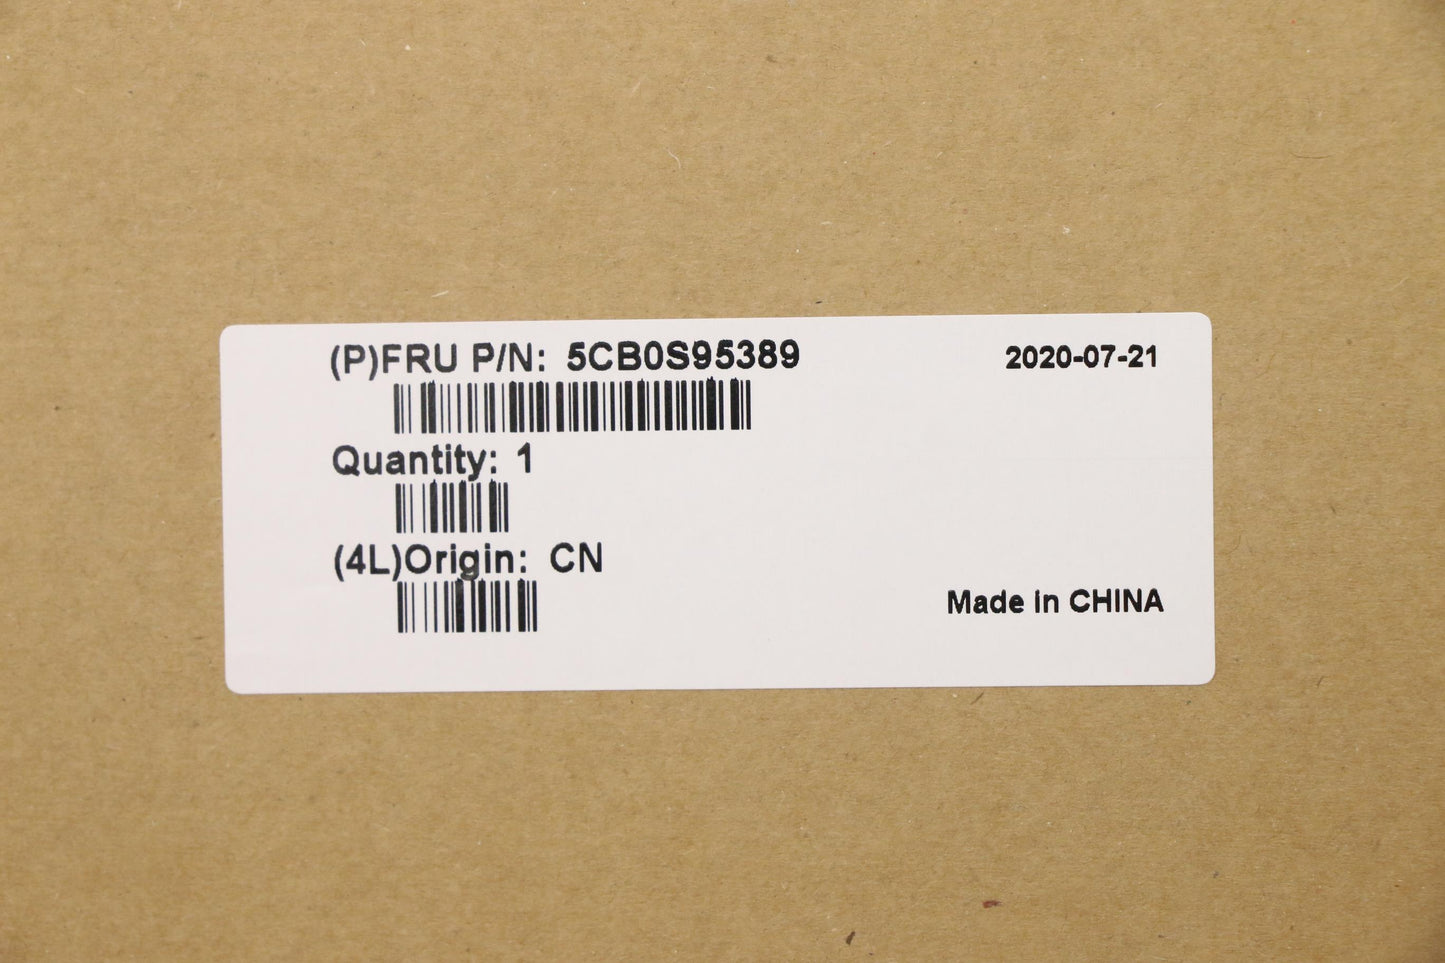 (P)FRU P/N: 5CB0S95389
2020-07-21
Quantity: 1
(4L)Origin: CN
Made in CHINA